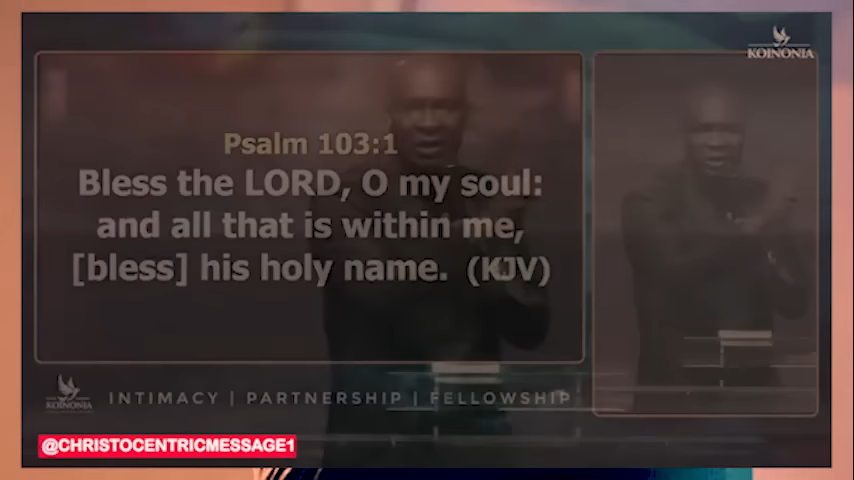 KOINONIA
Psalm 103:1
Bless the LORD, O my soul:
and all that is within me,
[bless] his holy name. (KJV)
KOINONIA
INTIMACY | PARTNERSHIP | FELLOWSHIP
@CHRISTOCENTRICMESSAGE1